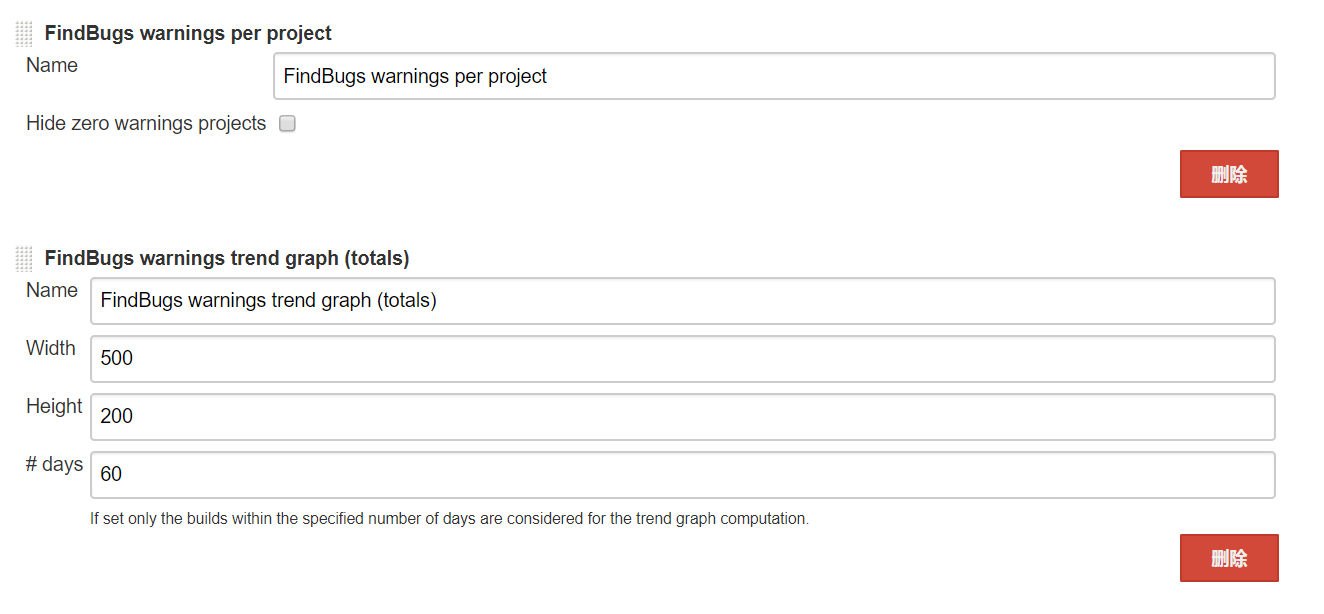 FindBugs warnings per project
Name
FindBugs warnings per project
Hide zero warnings projects
删除
FindBugs warnings trend graph (totals)
Name
FindBugs warnings trend graph (totals)
Width
500
Height
200
# days
60
If set only the builds within the specified number of days are considered for the trend graph computation.
删除